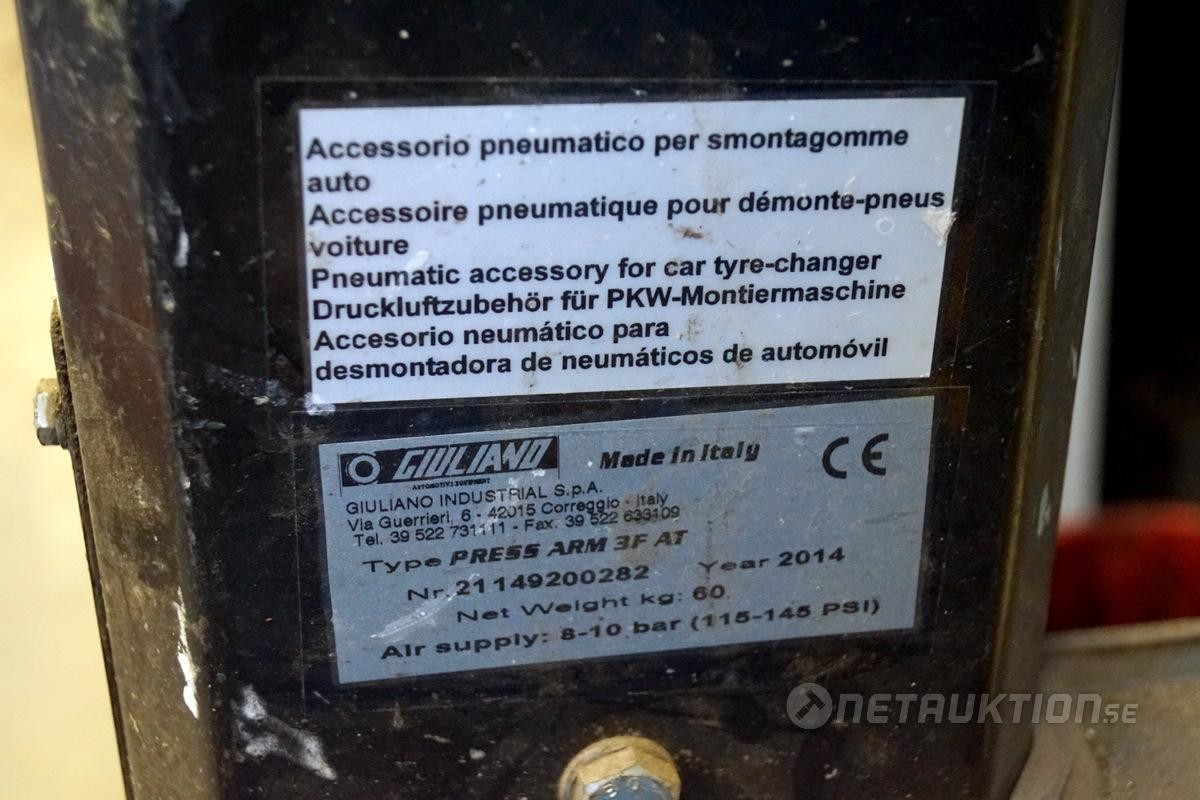 Accessorio pneumatico per smontagomme
auto
Accessoire pneumatique pour démonte-pneus
voiture
Pneumatic accessory for car tyre-changer
Druckluftzubehör für PKW-Montiermaschine
Accesorio neumático para
desmontadora de neumáticos de automóvil
GIULIANO Made in Italy CE
AUTOMOTIVE EQUIPMENT
GIULIANO INDUSTRIAL S.p.A.
Via Guerrieri, 6 - 42015 Correggio - Italy
Tel. 39 522 731111 - Fax. 39 522 633109
Type PRESS ARM 3F AT
Nr. 21149200282 Year 2014
Net Weight kg: 60
Air supply: 8-10 bar (115-145 PSI)
NETAUKTION.SE